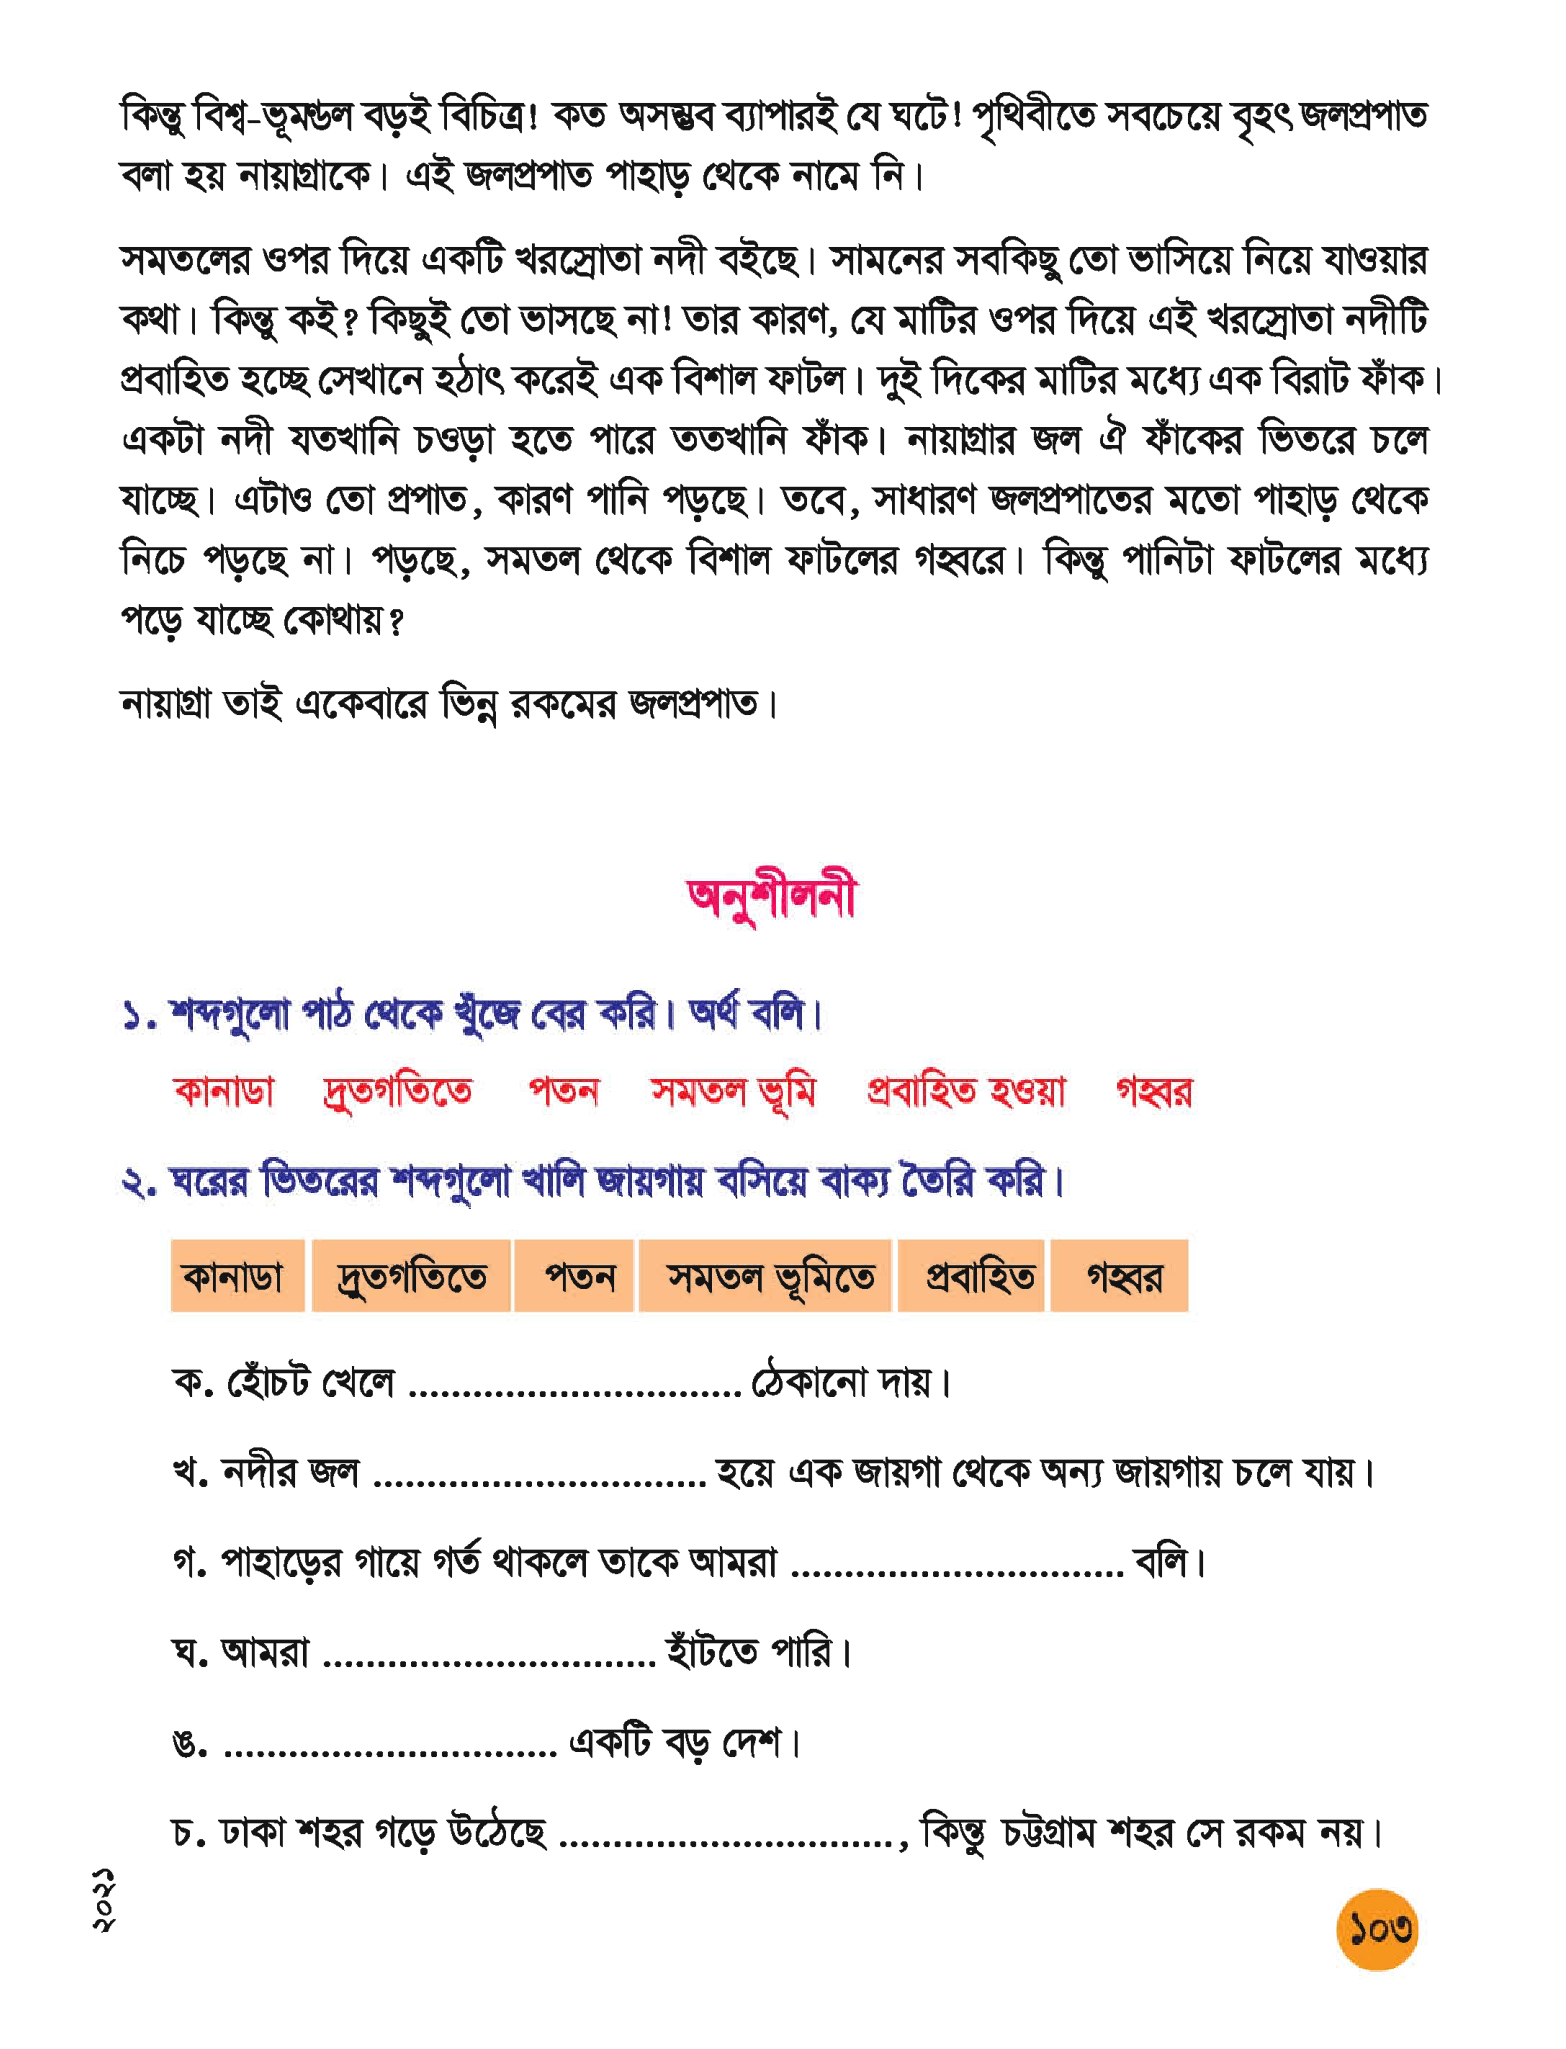 কিন্তু বিশ্ব-ভূমণ্ডল বড়ই বিচিত্র! কত অসম্ভব ব্যাপারই যে ঘটে! পৃথিবীতে সবচেয়ে বৃহৎ জলপ্রপাত
বলা হয় নায়াগ্রাকে। এই জলপ্রপাত পাহাড় থেকে নামে নি।
সমতলের ওপর দিয়ে একটি খরস্রোতা নদী বইছে। সামনের সবকিছু তো ভাসিয়ে নিয়ে যাওয়ার
কথা। কিন্তু কই? কিছুই তো ভাসছে না! তার কারণ, যে মাটির ওপর দিয়ে এই খরস্রোতা নদীটি
প্রবাহিত হচ্ছে সেখানে হঠাৎ করেই এক বিশাল ফাটল। দুই দিকের মাটির মধ্যে এক বিরাট ফাঁক।
একটা নদী যতখানি চওড়া হতে পারে ততখানি ফাঁক। নায়াগ্রার জল ঐ ফাঁকের ভিতরে চলে
যাচ্ছে। এটাও তো প্রপাত, কারণ পানি পড়ছে। তবে, সাধারণ জলপ্রপাতের মতো পাহাড় থেকে
নিচে পড়ছে না। পড়ছে, সমতল থেকে বিশাল ফাটলের গহ্বরে। কিন্তু পানিটা ফাটলের মধ্যে
পড়ে যাচ্ছে কোথায়?
নায়াগ্রা তাই একেবারে ভিন্ন রকমের জলপ্রপাত।
অনুশীলনী
১. শব্দগুলো পাঠ থেকে খুঁজে বের করি। অর্থ বলি।
কানাডা দ্রুতগতিতে পতন সমতল ভূমি প্রবাহিত হওয়া গহ্বর
২. ঘরের ভিতরের শব্দগুলো খালি জায়গায় বসিয়ে বাক্য তৈরি করি।
কানাডা দ্রুতগতিতে পতন সমতল ভূমিতে প্রবাহিত গহ্বর
ক. হোঁচট খেলে ............................... ঠেকানো দায়।
খ. নদীর জল ............................... হয়ে এক জায়গা থেকে অন্য জায়গায় চলে যায়।
গ. পাহাড়ের গায়ে গর্ত থাকলে তাকে আমরা ............................... বলি।
ঘ. আমরা ............................... হাঁটতে পারি।
ঙ. ............................... একটি বড় দেশ।
চ. ঢাকা শহর গড়ে উঠেছে ..............................., কিন্তু চট্টগ্রাম শহর সে রকম নয়।
২০২১
১০৩